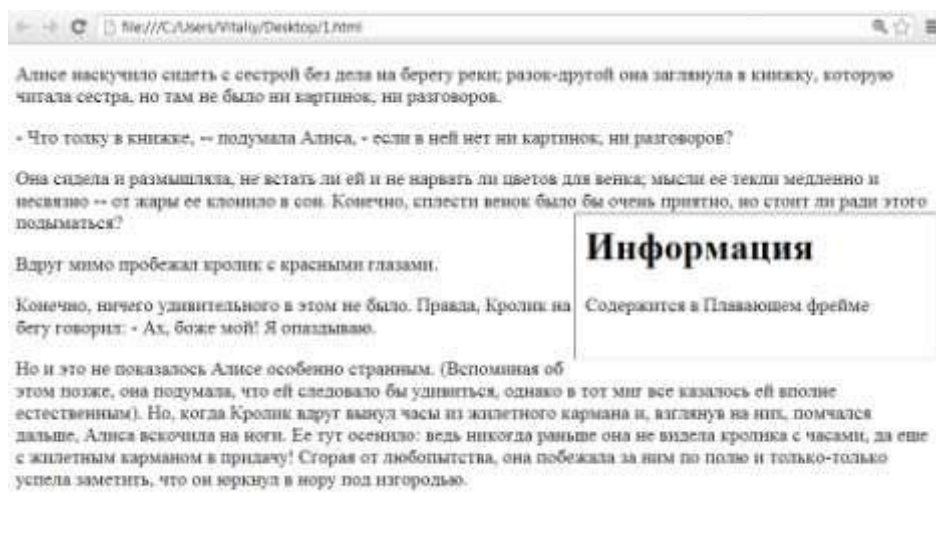 file:///C:/Users/Vitaliy/Desktop/1.html
Алисе наскучило сидеть с сестрой без дела на берегу реки; разок-другой она заглянула в книжку, которую
читала сестра, но там не было ни картинок, ни разговоров.
- Что толку в книжке, -- подумала Алиса, - если в ней нет ни картинок, ни разговоров?
Она сидела и размышляла, не встать ли ей и не нарвать ли цветов для венка; мысли ее текли медленно и
несвязно -- от жары ее клонило в сон. Конечно, сплести венок было бы очень приятно, но стоит ли ради этого
подыматься?
Вдруг мимо пробежал кролик с красными глазами.
Конечно, ничего удивительного в этом не было. Правда, Кролик на
бегу говорил: - Ах, боже мой! Я опаздываю.
Информация
Содержится в Плавающем фрейме
Но и это не показалось Алисе особенно странным. (Вспоминая об
этом позже, она подумала, что ей следовало бы удивиться, однако в тот миг все казалось ей вполне
естественным). Но, когда Кролик вдруг вынул часы из жилетного кармана и, взглянув на них, помчался
дальше, Алиса вскочила на ноги. Ее тут осенило: ведь никогда раньше она не видела кролика с часами, да еще
с жилетным карманом в придачу! Сгорая от любопытства, она побежала за ним по полю и только-только
успела заметить, что он юркнул в нору под изгородью.